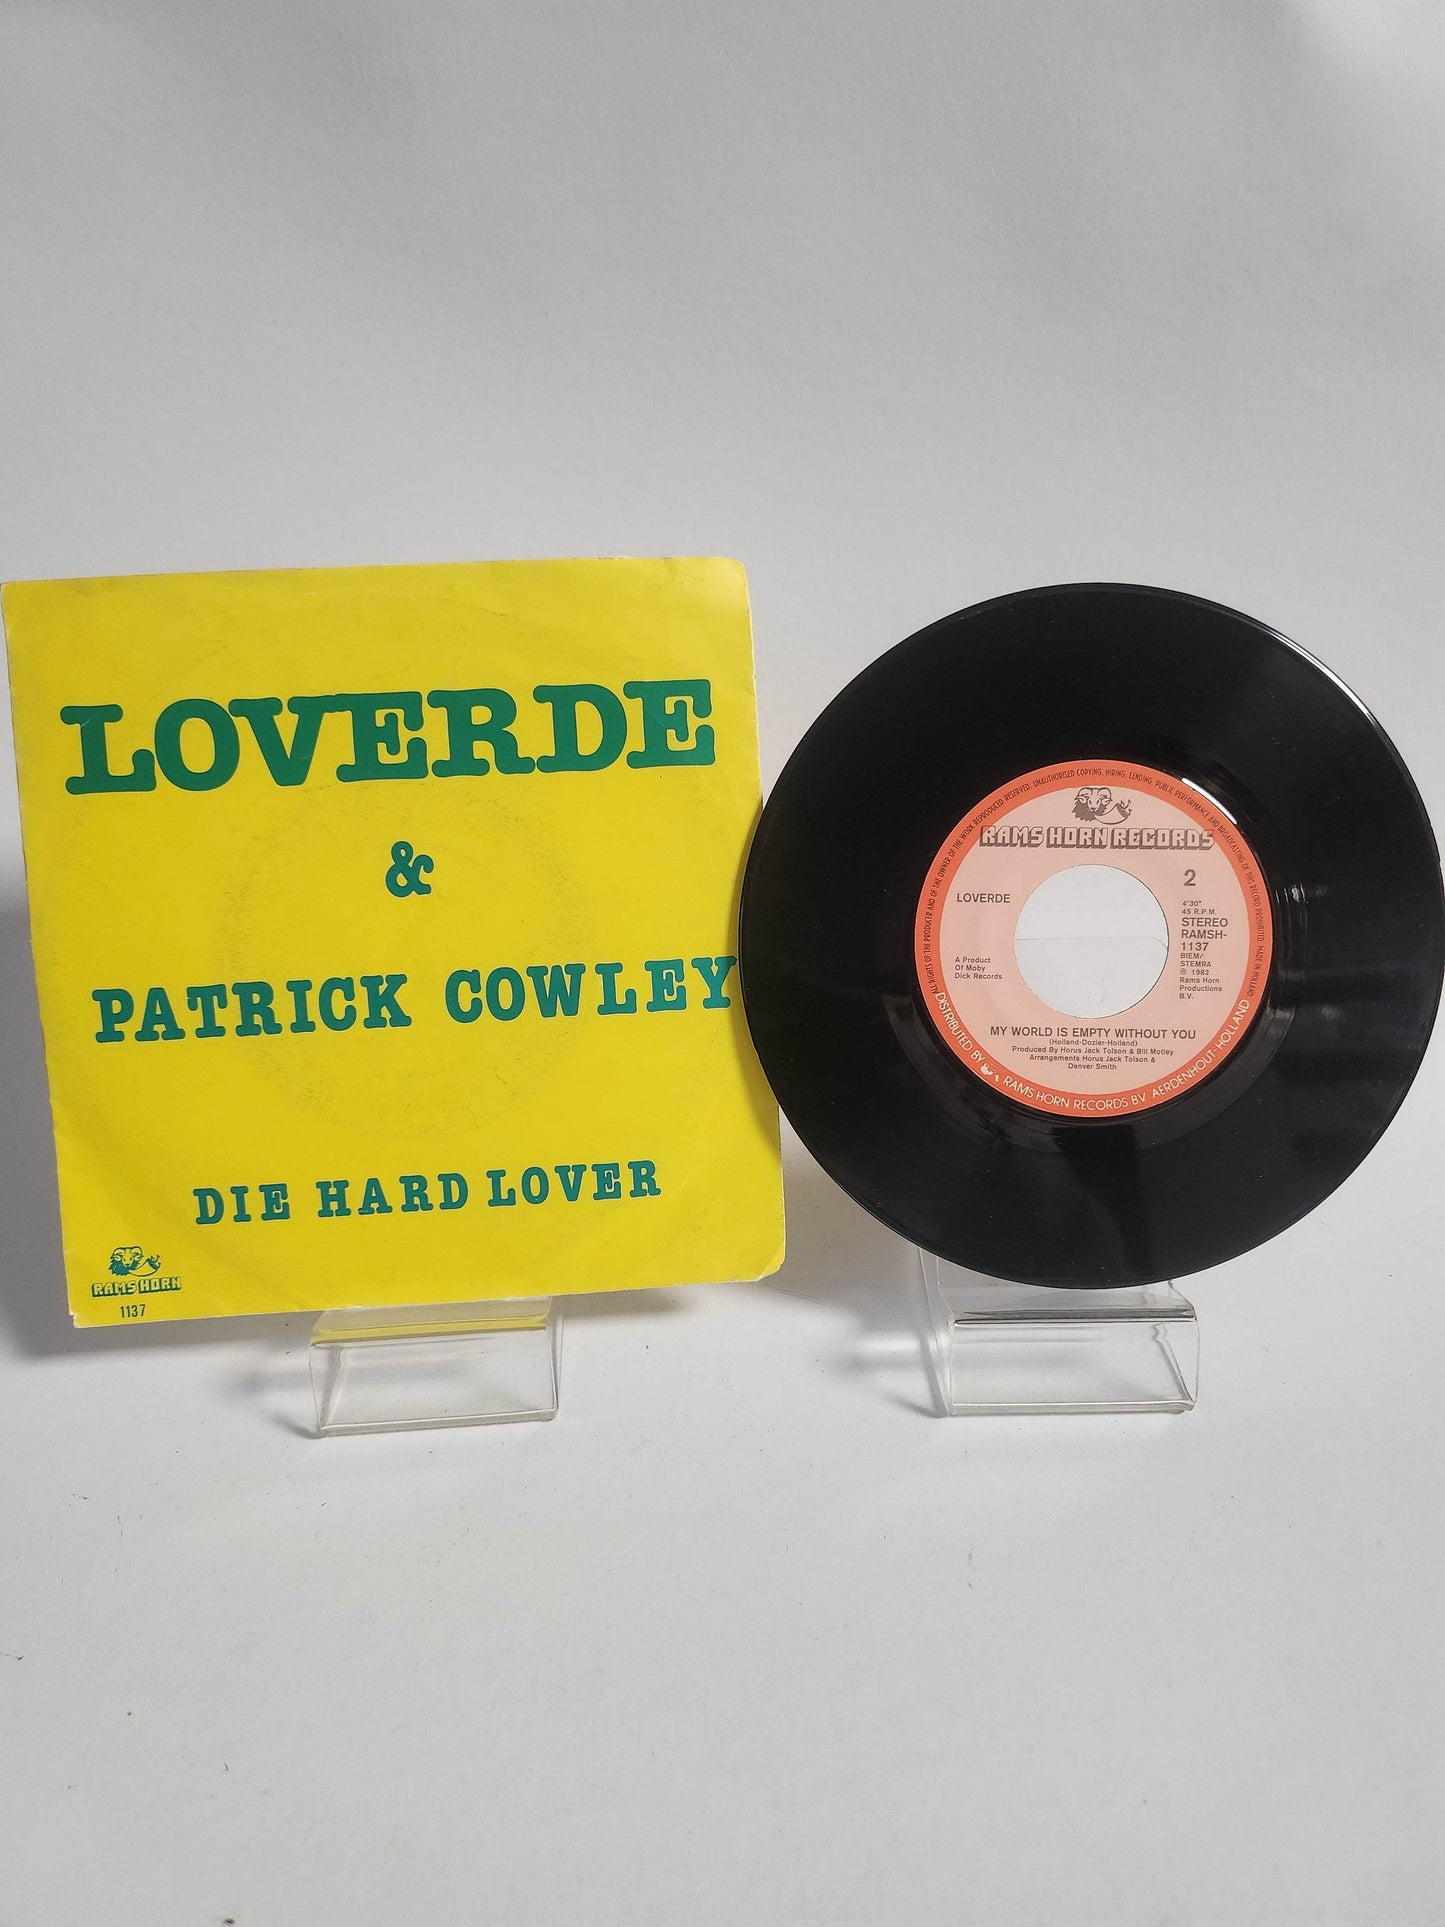 LOVERDE
&
PATRICK COWLEY
DIE HARD LOVER
RAMS HORN
1137
ALL RIGHTS OF THE PRODUCER AND OF THE OWNER OF THE WORK REPRODUCED RESERVED. UNAUTHORISED COPYING, HIRING, LENDING, PUBLIC PERFORMANCE AND BROADCASTING OF THIS RECORD PROHIBITED. MADE IN HOLLAND
RAMS HORN RECORDS
2
LOVERDE
4'30"
45 R.P.M.
STEREO
RAMSH-
1137
BIEM/
STEMRA
℗ 1982
Rams Horn
Productions
B.V.
A Product
Of Moby
Dick Records
MY WORLD IS EMPTY WITHOUT YOU
(Holland-Dozier-Holland)
Produced By Horus Jack Tolson & Bill Motley
Arrangements Horus Jack Tolson &
Denver Smith
DISTRIBUTED BY RAMS HORN RECORDS BV AERDENHOUT-HOLLAND